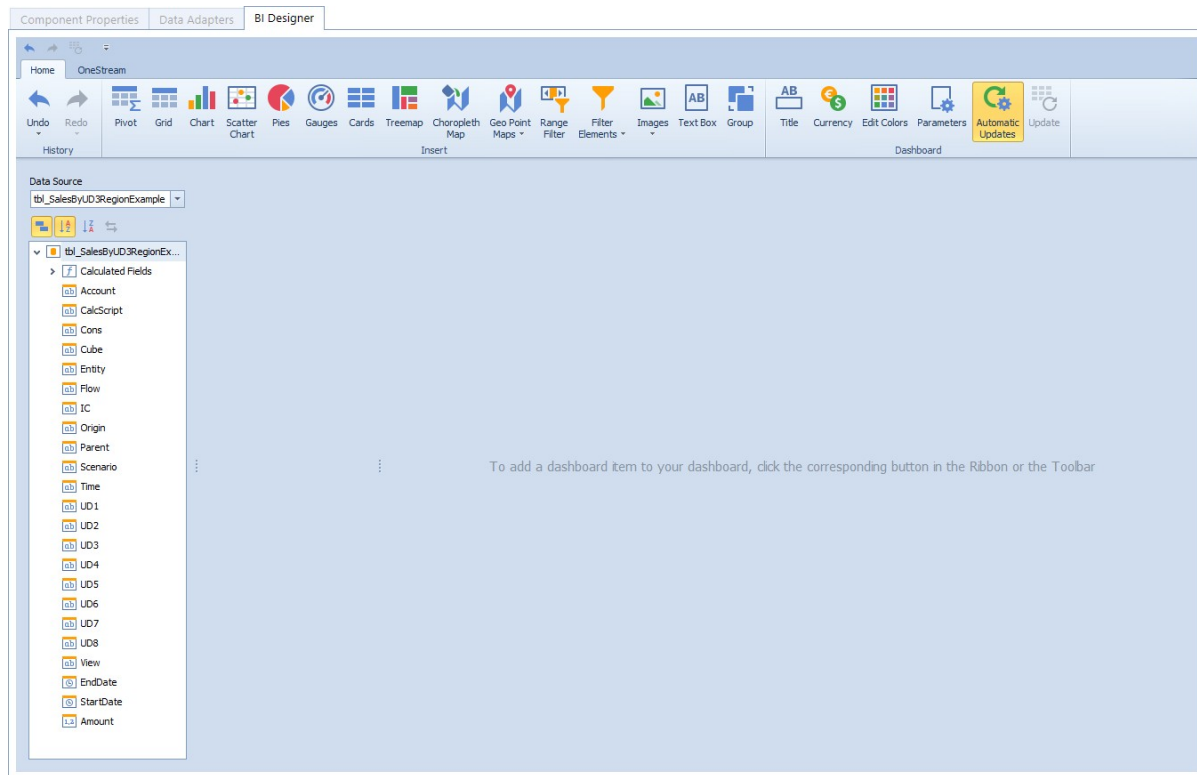 Component Properties Data Adapters BI Designer
Home OneStream
Undo Redo Pivot Grid Chart Scatter Chart Pies Gauges Cards Treemap Choropleth Map Geo Point Maps Range Filter Filter Elements Images Text Box Group Title Currency Edit Colors Parameters Automatic Updates Update
History Insert Dashboard
Data Source
tbl_SalesByUD3RegionExample
tbl_SalesByUD3RegionEx...
Calculated Fields
Account
CalcScript
Cons
Cube
Entity
Flow
IC
Origin
Parent
Scenario
To add a dashboard item to your dashboard, click the corresponding button in the Ribbon or the Toolbar
Time
UD1
UD2
UD3
UD4
UD5
UD6
UD7
UD8
View
EndDate
StartDate
Amount